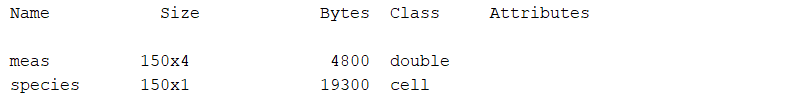 Name Size Bytes Class Attributes
meas 150x4 4800 double
species 150x1 19300 cell